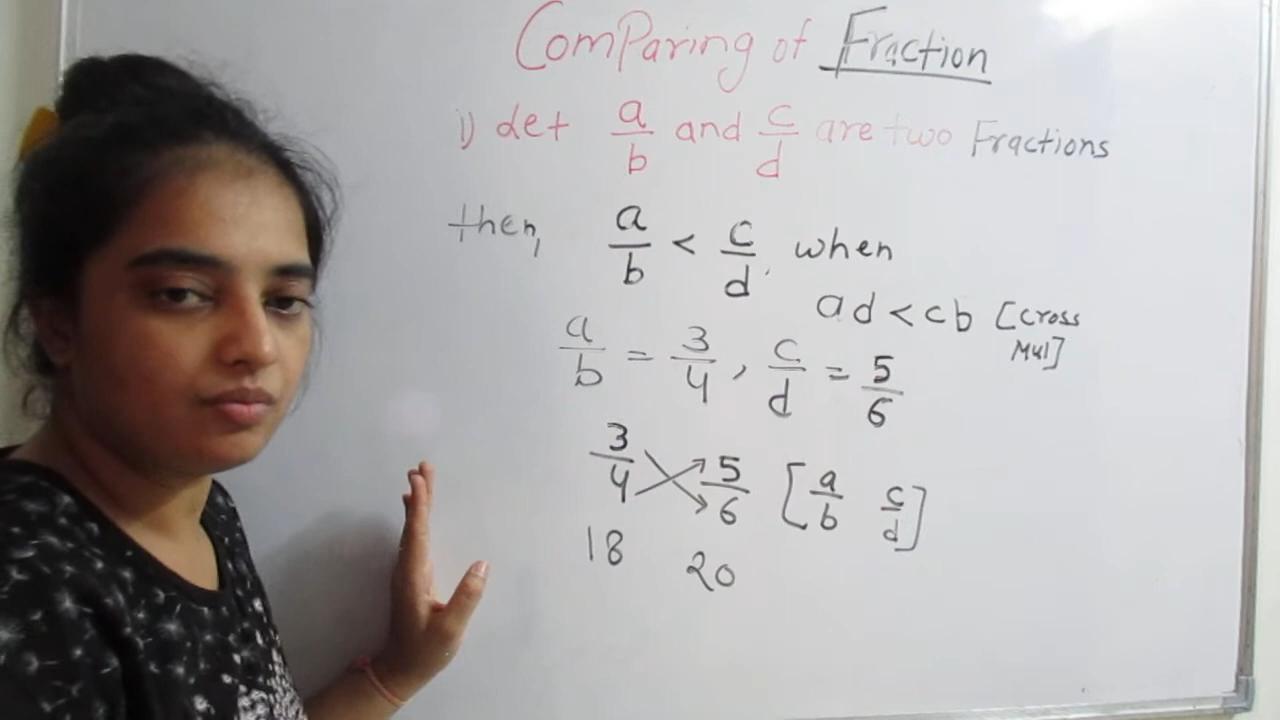 ComParing of Fraction
1) Let a/b and c/d are two Fractions
then, a/b < c/d, when
ad < cb [cross Mul]
a/b = 3/4, c/d = 5/6
3/4 5/6 [a/b c/d]
18 20